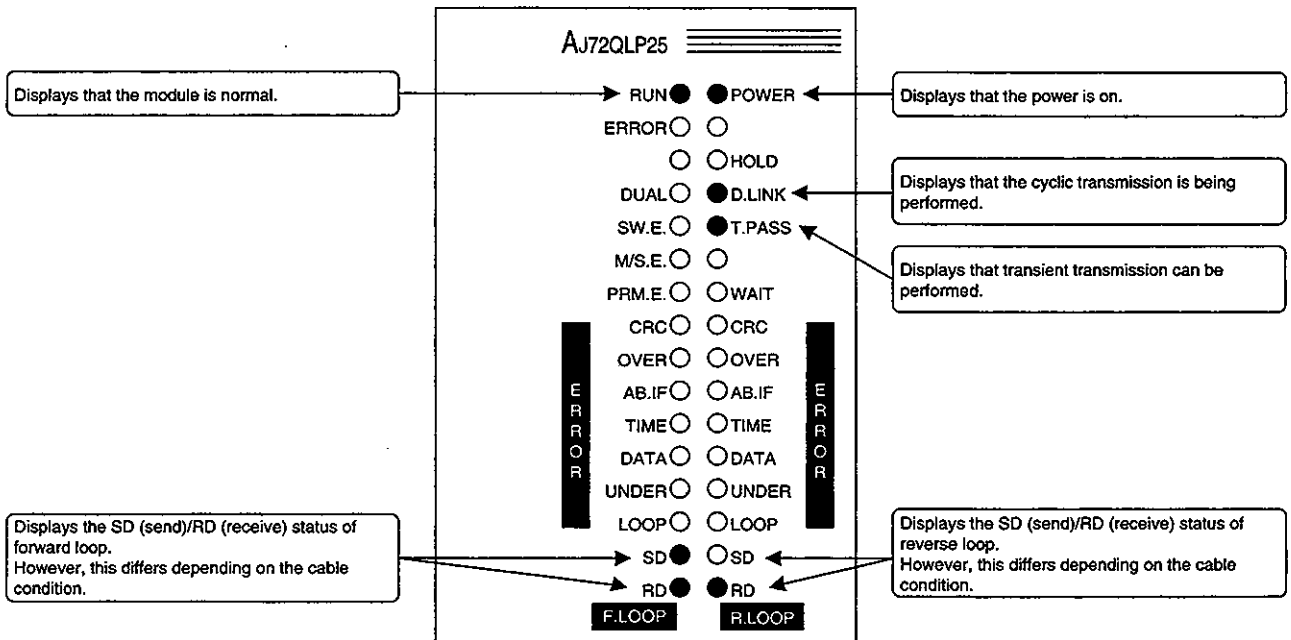 AJ72QLP25
Displays that the module is normal.
RUN POWER
Displays that the power is on.
ERROR
HOLD
DUAL D.LINK
Displays that the cyclic transmission is being
performed.
SW.E. T.PASS
M/S.E.
Displays that transient transmission can be
performed.
PRM.E. WAIT
CRC CRC
OVER OVER
AB.IF AB.IF
TIME TIME
DATA DATA
UNDER UNDER
LOOP LOOP
ERROR
ERROR
Displays the SD (send)/RD (receive) status of
forward loop.
However, this differs depending on the cable
condition.
SD SD
RD RD
F.LOOP R.LOOP
Displays the SD (send)/RD (receive) status of
reverse loop.
However, this differs depending on the cable
condition.